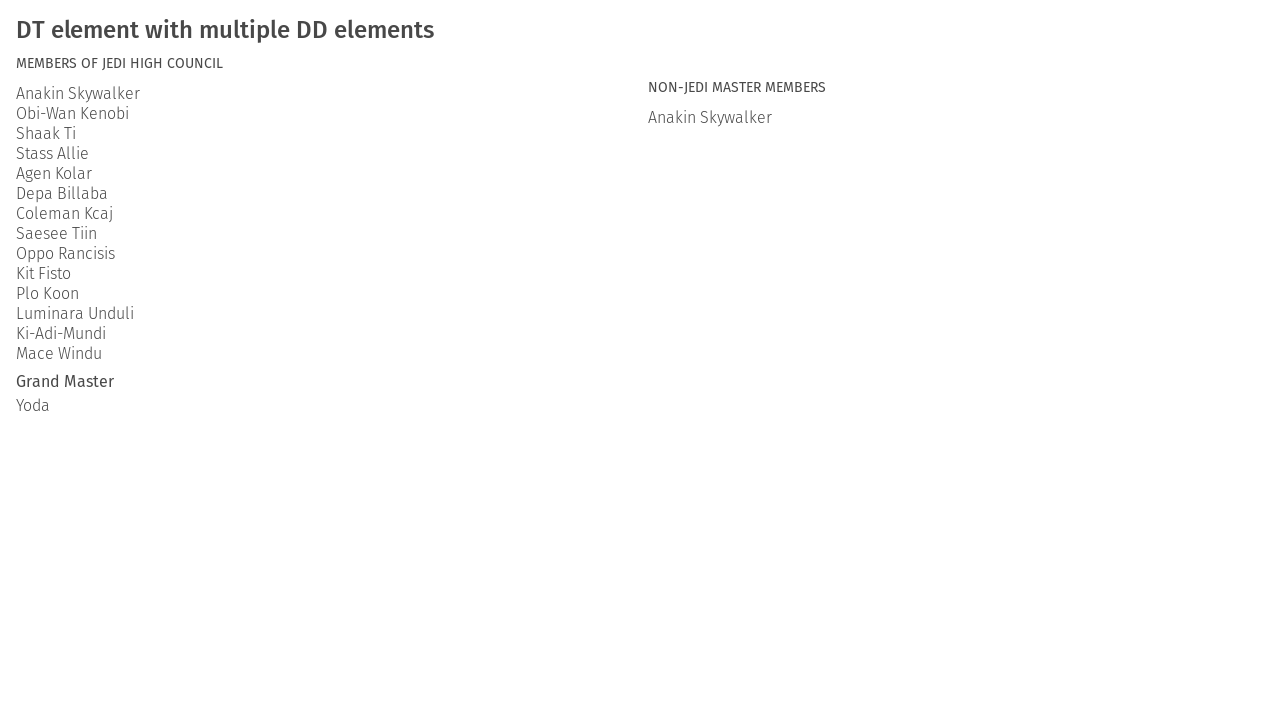 DT element with multiple DD elements
MEMBERS OF JEDI HIGH COUNCIL
Anakin Skywalker
Obi-Wan Kenobi
Shaak Ti
Stass Allie
Agen Kolar
Depa Billaba
Coleman Kcaj
Saesee Tiin
Oppo Rancisis
Kit Fisto
Plo Koon
Luminara Unduli
Ki-Adi-Mundi
Mace Windu
Grand Master
Yoda
NON-JEDI MASTER MEMBERS
Anakin Skywalker